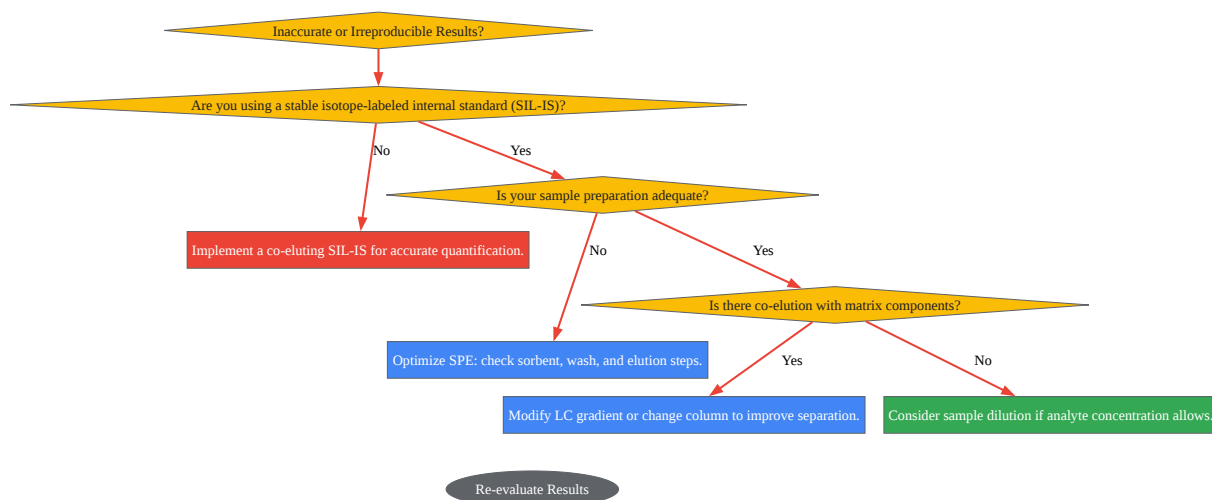 Inaccurate or Irreproducible Results?
Are you using a stable isotope-labeled internal standard (SIL-IS)?
No
Yes
Is your sample preparation adequate?
Implement a co-eluting SIL-IS for accurate quantification.
No
Yes
Is there co-elution with matrix components?
Optimize SPE: check sorbent, wash, and elution steps.
Yes
No
Modify LC gradient or change column to improve separation.
Consider sample dilution if analyte concentration allows.
Re-evaluate Results